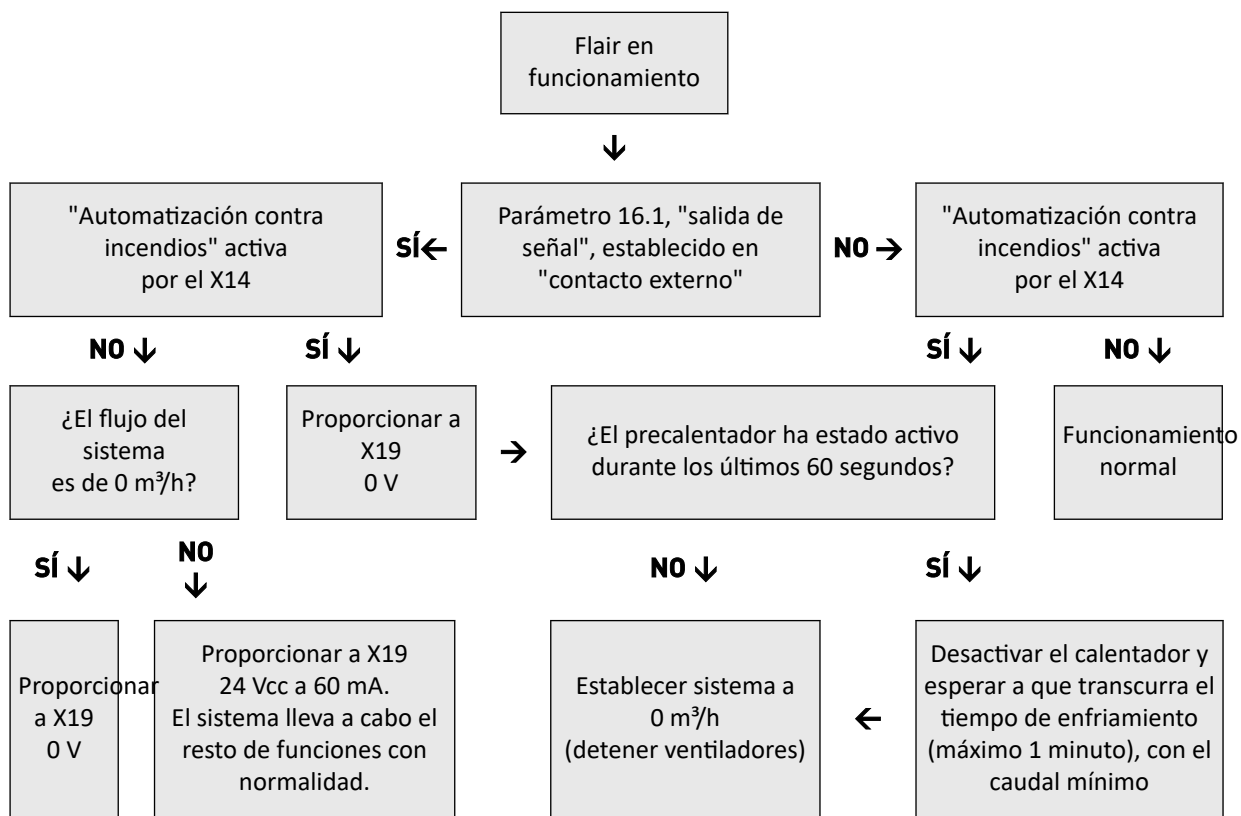 Flair en
funcionamiento
"Automatización contra
incendios" activa
por el X14
SÍ
Parámetro 16.1, "salida de
señal", establecido en
"contacto externo"
NO
"Automatización contra
incendios" activa
por el X14
NO
SÍ
SÍ
NO
¿El flujo del
sistema
es de 0 m³/h?
Proporcionar a
X19
0 V
¿El precalentador ha estado activo
durante los últimos 60 segundos?
Funcionamiento
normal
SÍ
NO
NO
SÍ
Proporcionar
a X19
0 V
Proporcionar a X19
24 Vcc a 60 mA.
El sistema lleva a cabo el
resto de funciones con
normalidad.
Establecer sistema a
0 m³/h
(detener ventiladores)
Desactivar el calentador y
esperar a que transcurra el
tiempo de enfriamiento
(máximo 1 minuto), con el
caudal mínimo